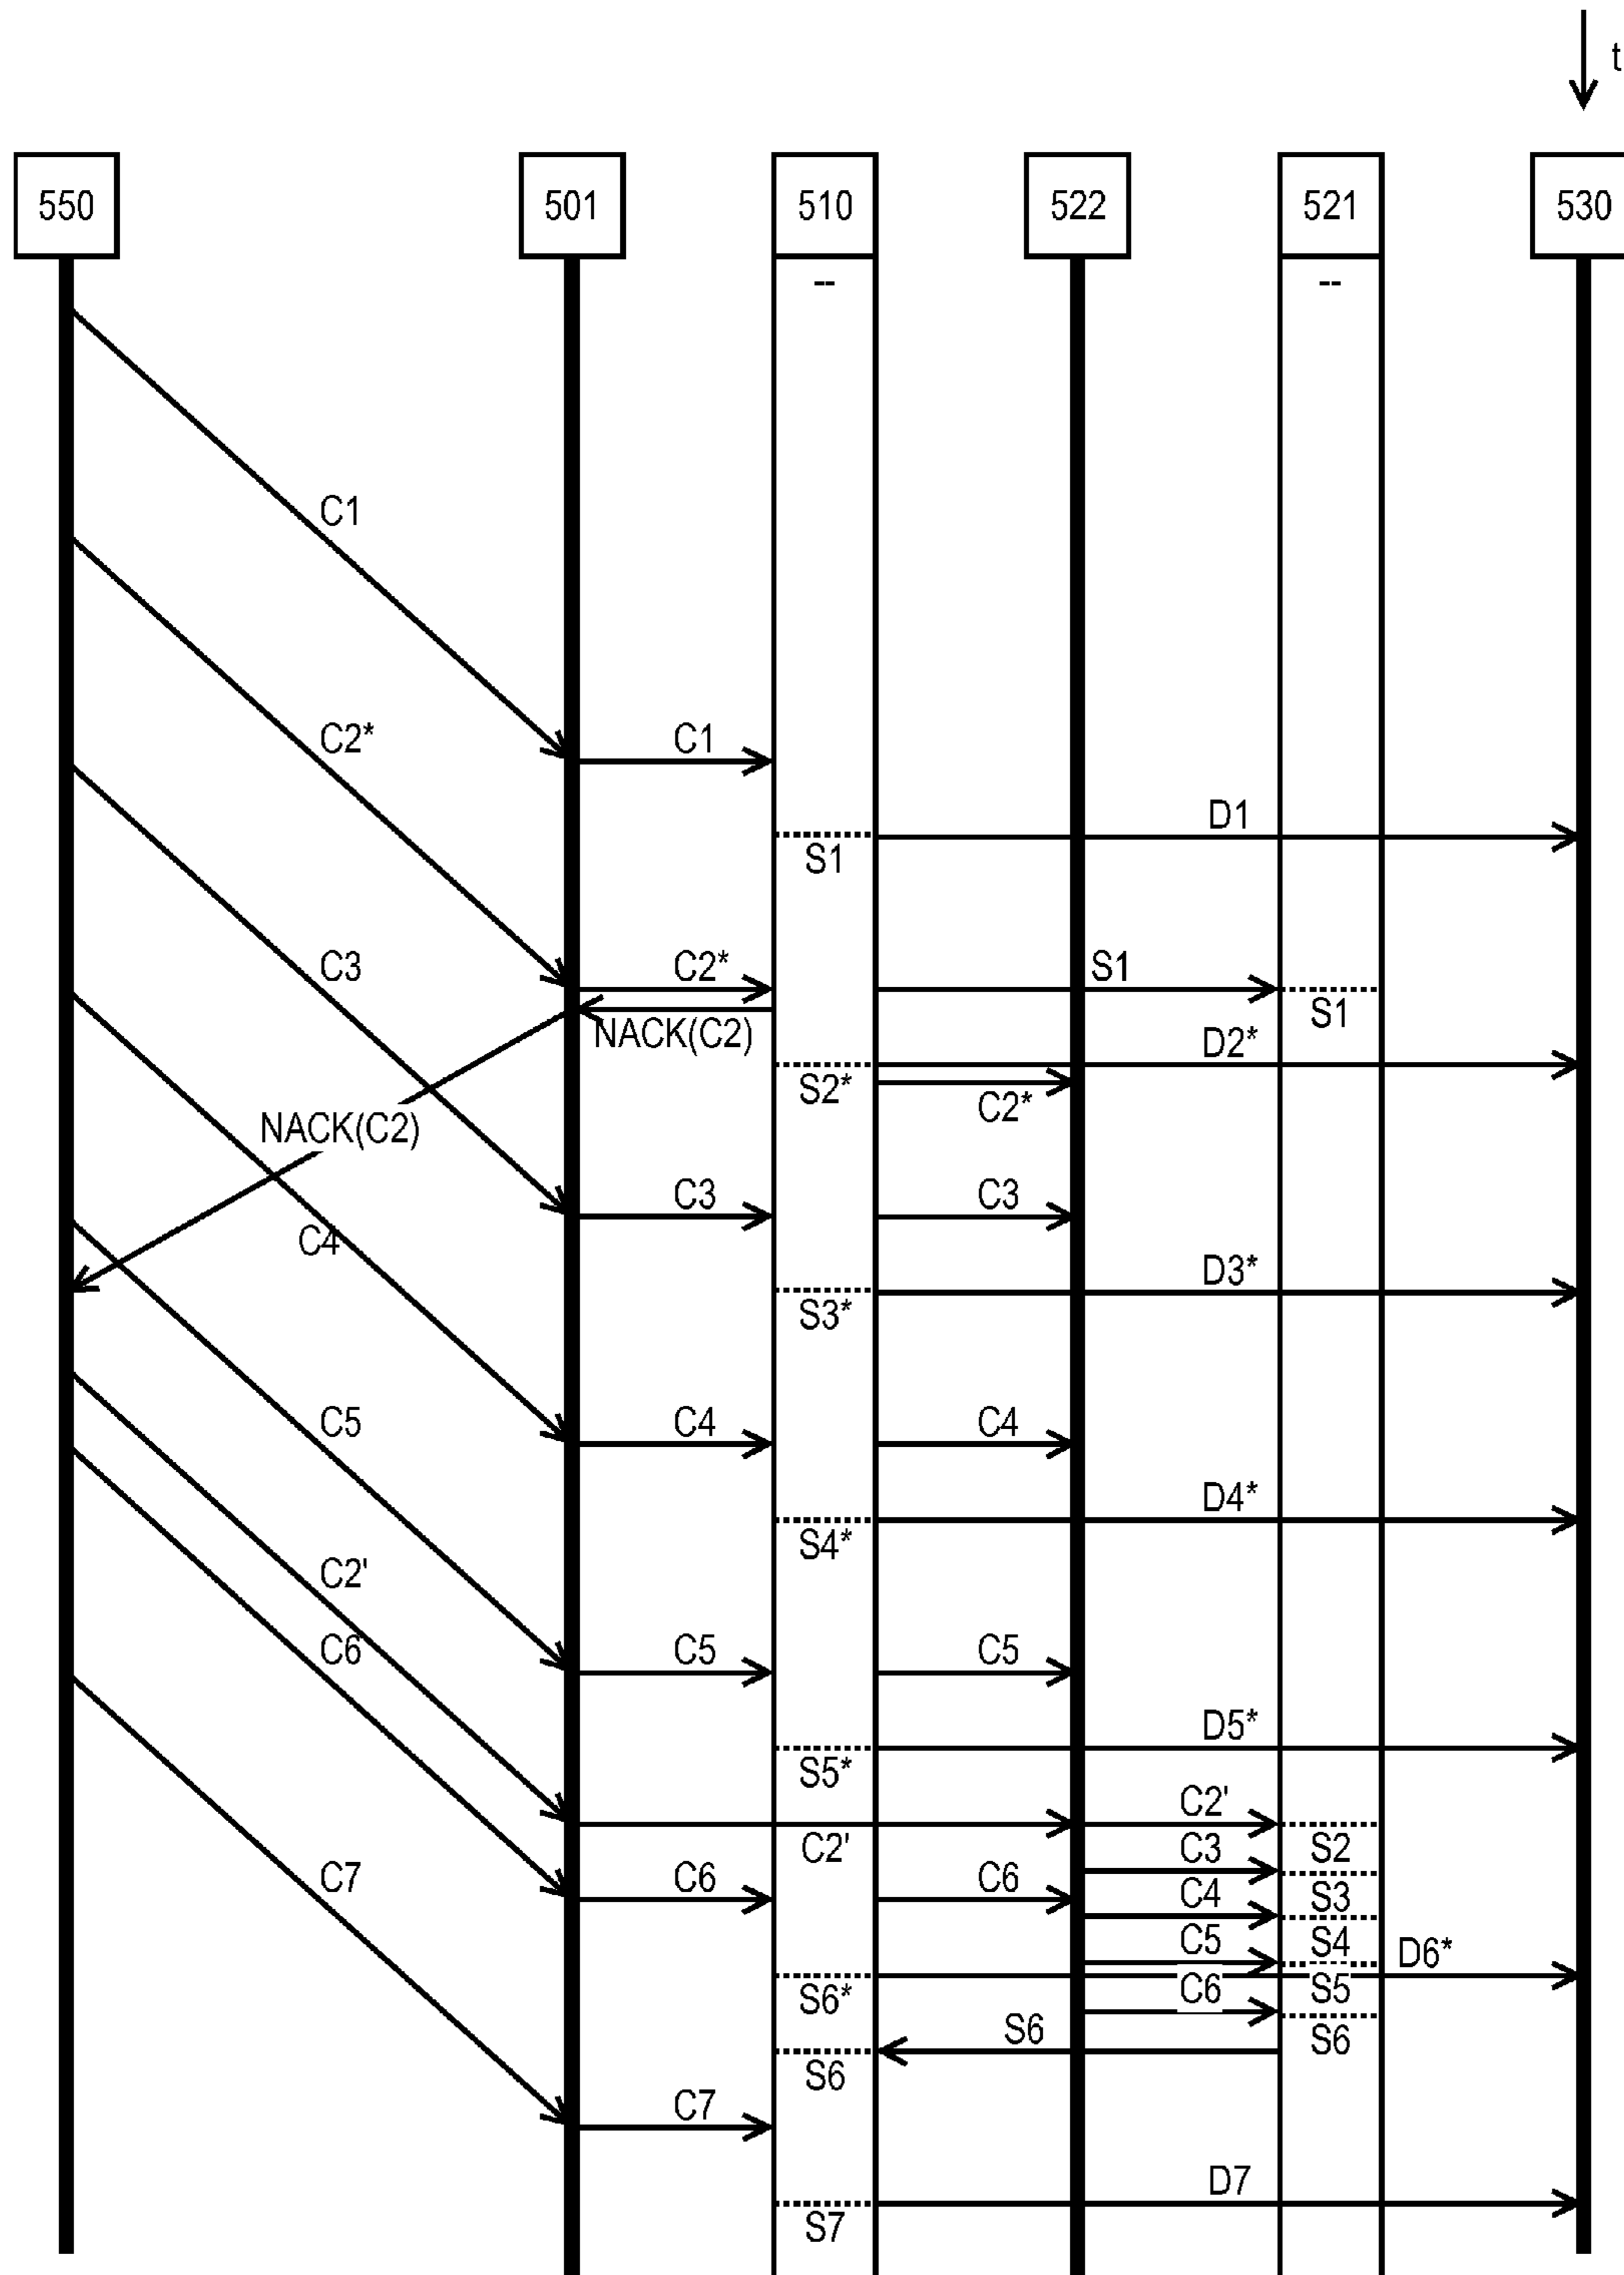 t
550 501 510 522 521 530
-- --
C1
C2* C1
D1
S1
C3 C2* S1
S1
NACK(C2)
D2*
S2*
C2*
NACK(C2)
C3 C3
C4
D3*
S3*
C5 C4 C4
D4*
S4*
C2'
C6 C5 C5
D5*
S5*
C2'
C2' S2
C3
C7 C6 C6
C4 S3
C5 S4 D6*
S6* C6 S5
S6 S6
S6
C7
D7
S7